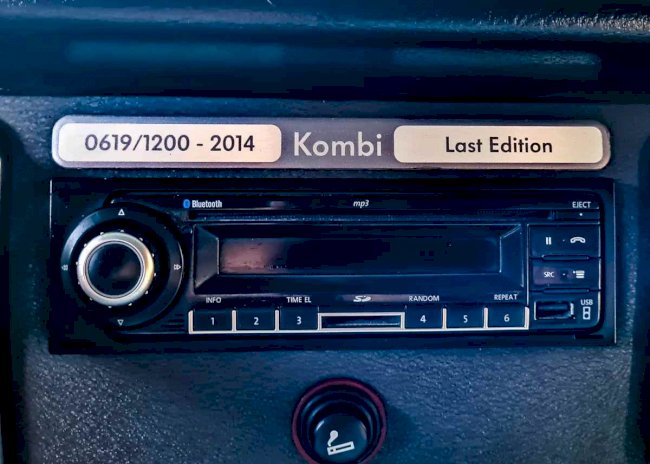 0619/1200 - 2014 Kombi Last Edition
Bluetooth mp3 EJECT
SRC
INFO TIME EL SD RANDOM REPEAT USB
1 2 3 4 5 6